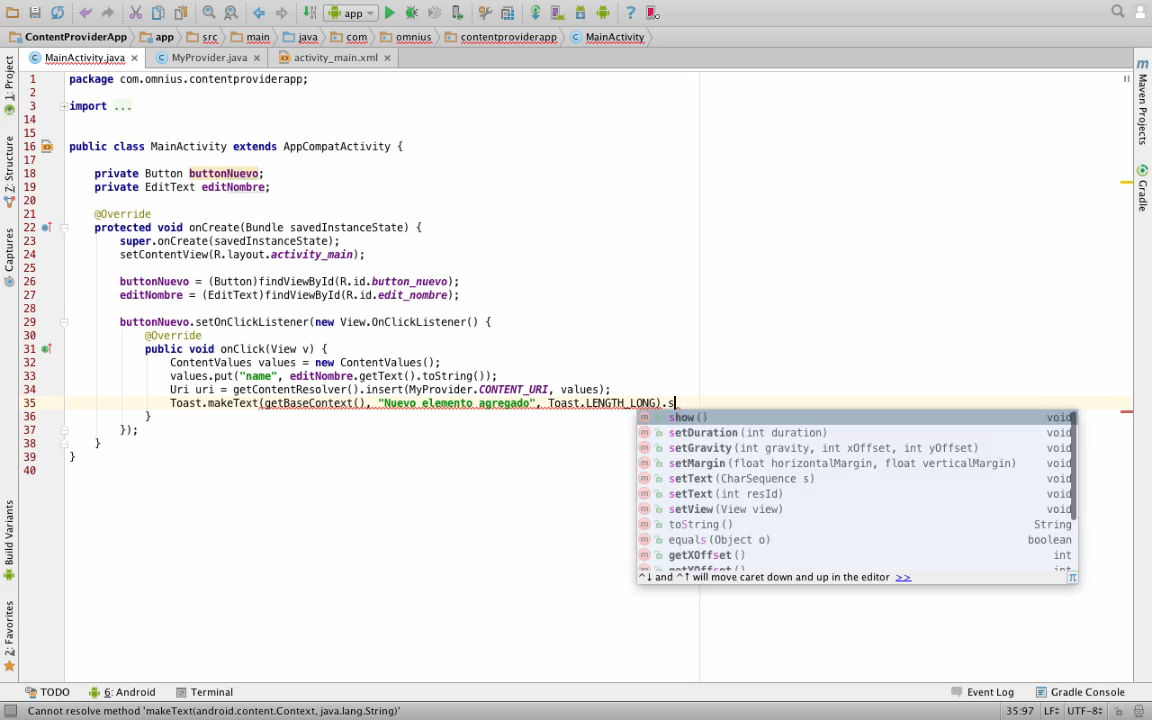 app
ContentProviderApp app src main java com omnius contentproviderapp MainActivity
MainActivity.java MyProvider.java activity_main.xml
1 package com.omnius.contentproviderapp;
2
3 import ...
14
15
16 public class MainActivity extends AppCompatActivity {
17
18 private Button buttonNuevo;
19 private EditText editNombre;
20
21 @Override
22 protected void onCreate(Bundle savedInstanceState) {
23 super.onCreate(savedInstanceState);
24 setContentView(R.layout.activity_main);
25
26 buttonNuevo = (Button)findViewById(R.id.button_nuevo);
27 editNombre = (EditText)findViewById(R.id.edit_nombre);
28
29 buttonNuevo.setOnClickListener(new View.OnClickListener() {
30 @Override
31 public void onClick(View v) {
32 ContentValues values = new ContentValues();
33 values.put("name", editNombre.getText().toString());
34 Uri uri = getContentResolver().insert(MyProvider.CONTENT_URI, values);
35 Toast.makeText(getBaseContext(), "Nuevo elemento agregado", Toast.LENGTH_LONG).s
36 }
37 });
38 }
39 }
40
show() void
setDuration(int duration) void
setGravity(int gravity, int xOffset, int yOffset) void
setMargin(float horizontalMargin, float verticalMargin) void
setText(CharSequence s) void
setText(int resId) void
setView(View view) void
toString() String
equals(Object o) boolean
getXOffset() int
getYOffset() int
^↓ and ^↑ will move caret down and up in the editor >> π
1: Project
7: Structure
Captures
Build Variants
2: Favorites
m Maven Projects
Gradle
TODO 6: Android Terminal Event Log Gradle Console
Cannot resolve method 'makeText(android.content.Context, java.lang.String)' 35:97 LF÷ UTF-8÷